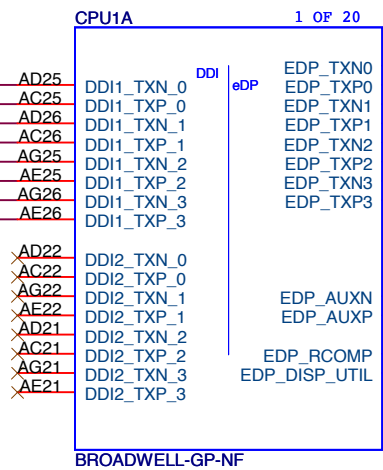 CPU1A 1 OF 20
DDI eDP
AD25 DDI1_TXN_0 EDP_TXN0
AC25 DDI1_TXP_0 EDP_TXP0
AD26 DDI1_TXN_1 EDP_TXN1
AC26 DDI1_TXP_1 EDP_TXP1
AG25 DDI1_TXN_2 EDP_TXN2
AE25 DDI1_TXP_2 EDP_TXP2
AG26 DDI1_TXN_3 EDP_TXN3
AE26 DDI1_TXP_3 EDP_TXP3
AD22 DDI2_TXN_0
AC22 DDI2_TXP_0
AG22 DDI2_TXN_1 EDP_AUXN
AE22 DDI2_TXP_1 EDP_AUXP
AD21 DDI2_TXN_2
AC21 DDI2_TXP_2 EDP_RCOMP
AG21 DDI2_TXN_3 EDP_DISP_UTIL
AE21 DDI2_TXP_3
BROADWELL-GP-NF